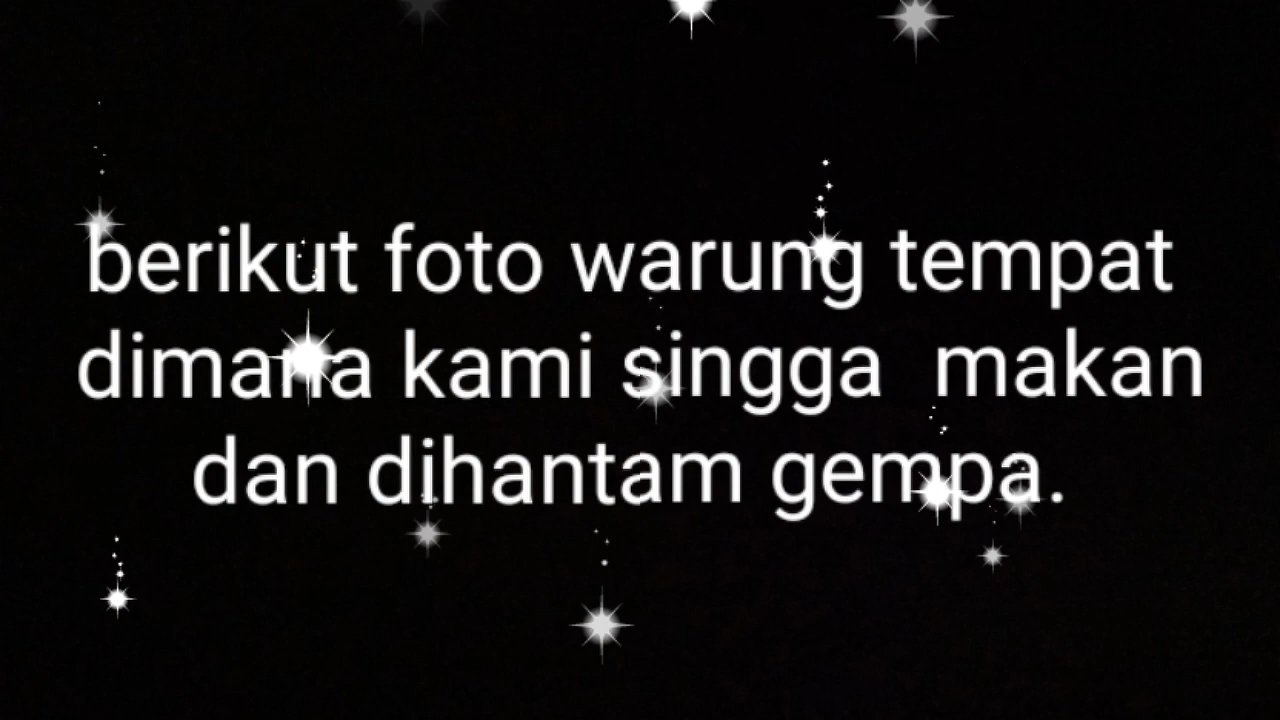 berikut foto warung tempat
dimana kami singga makan
dan dihantam gempa.